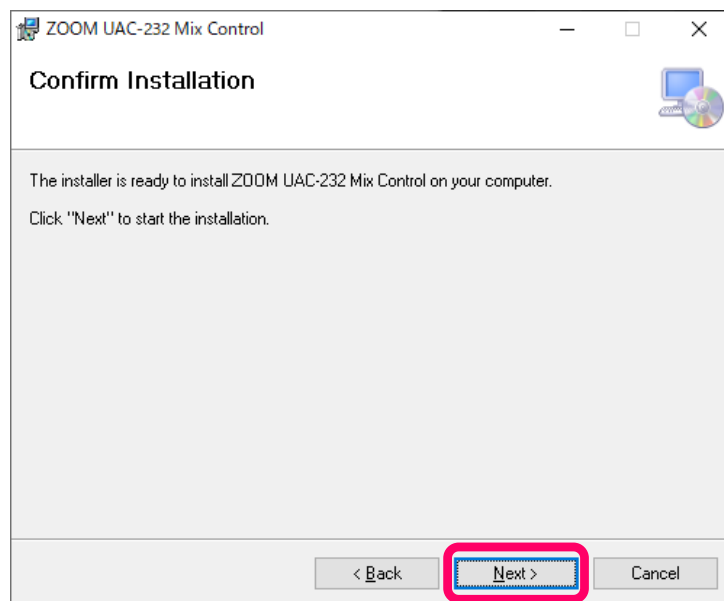 ZOOM UAC-232 Mix Control
Confirm Installation
The installer is ready to install ZOOM UAC-232 Mix Control on your computer.
Click "Next" to start the installation.
< Back
Next >
Cancel